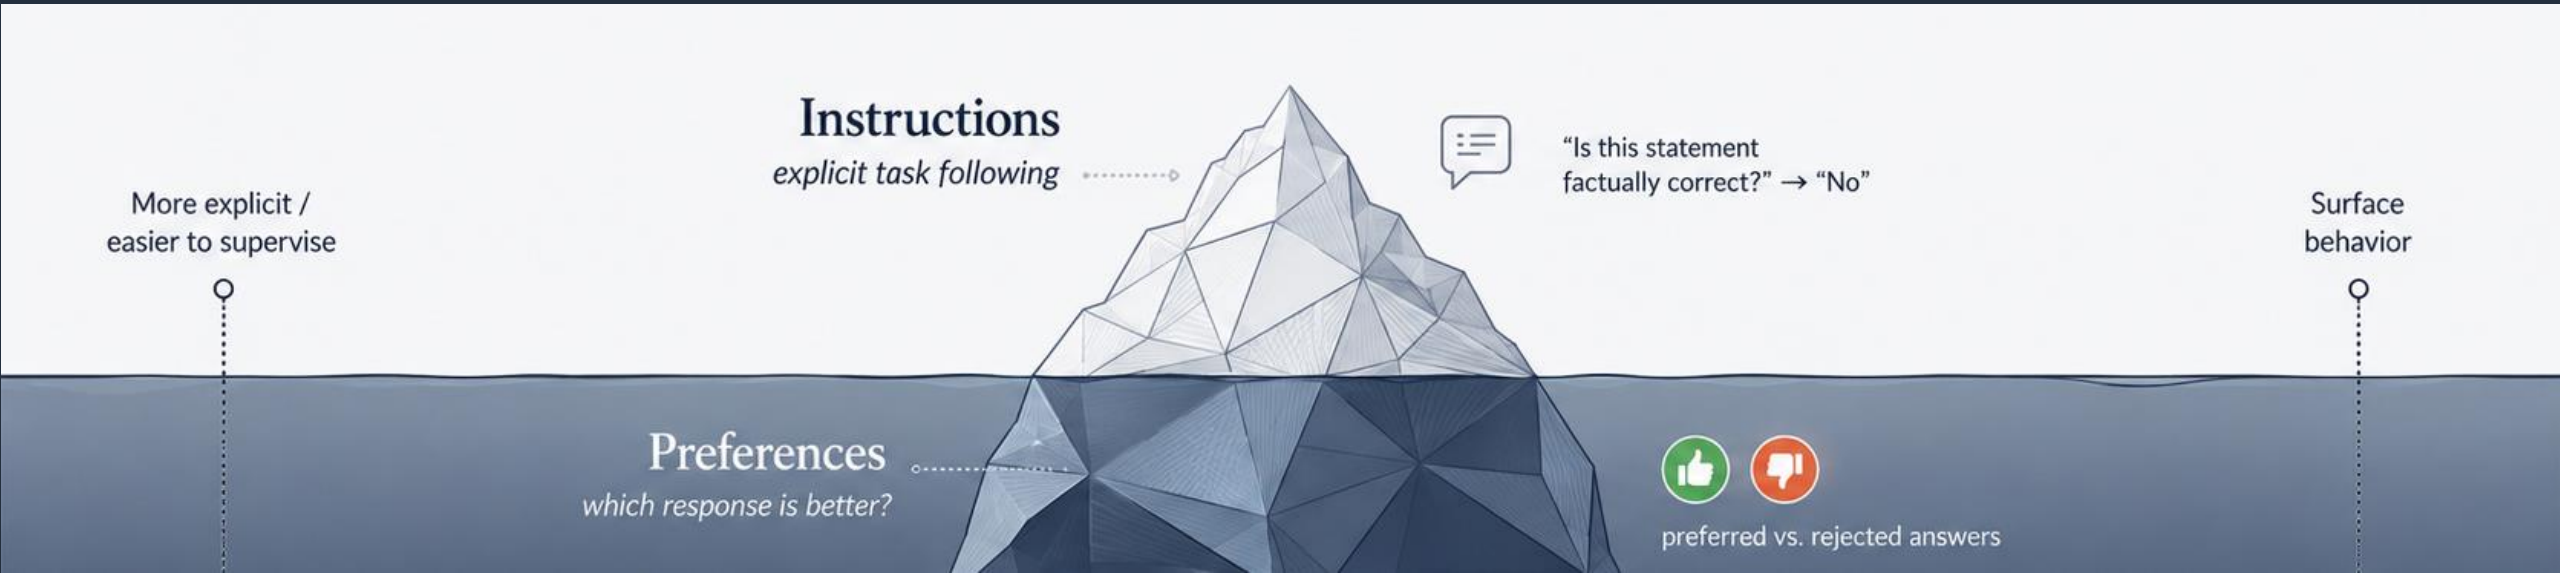 Instructions
explicit task following
“Is this statement
factually correct?” → “No”
More explicit /
easier to supervise
Surface
behavior
Preferences
which response is better?
preferred vs. rejected answers